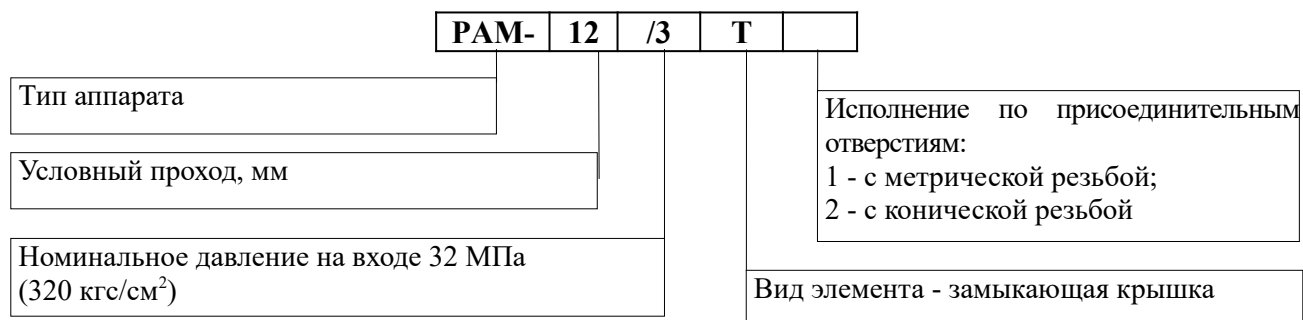 РАМ- 12 /3 Т
Тип аппарата
Условный проход, мм
Номинальное давление на входе 32 МПа
(320 кгс/см²)
Исполнение по присоединительным
отверстиям:
1 - с метрической резьбой;
2 - с конической резьбой
Вид элемента - замыкающая крышка